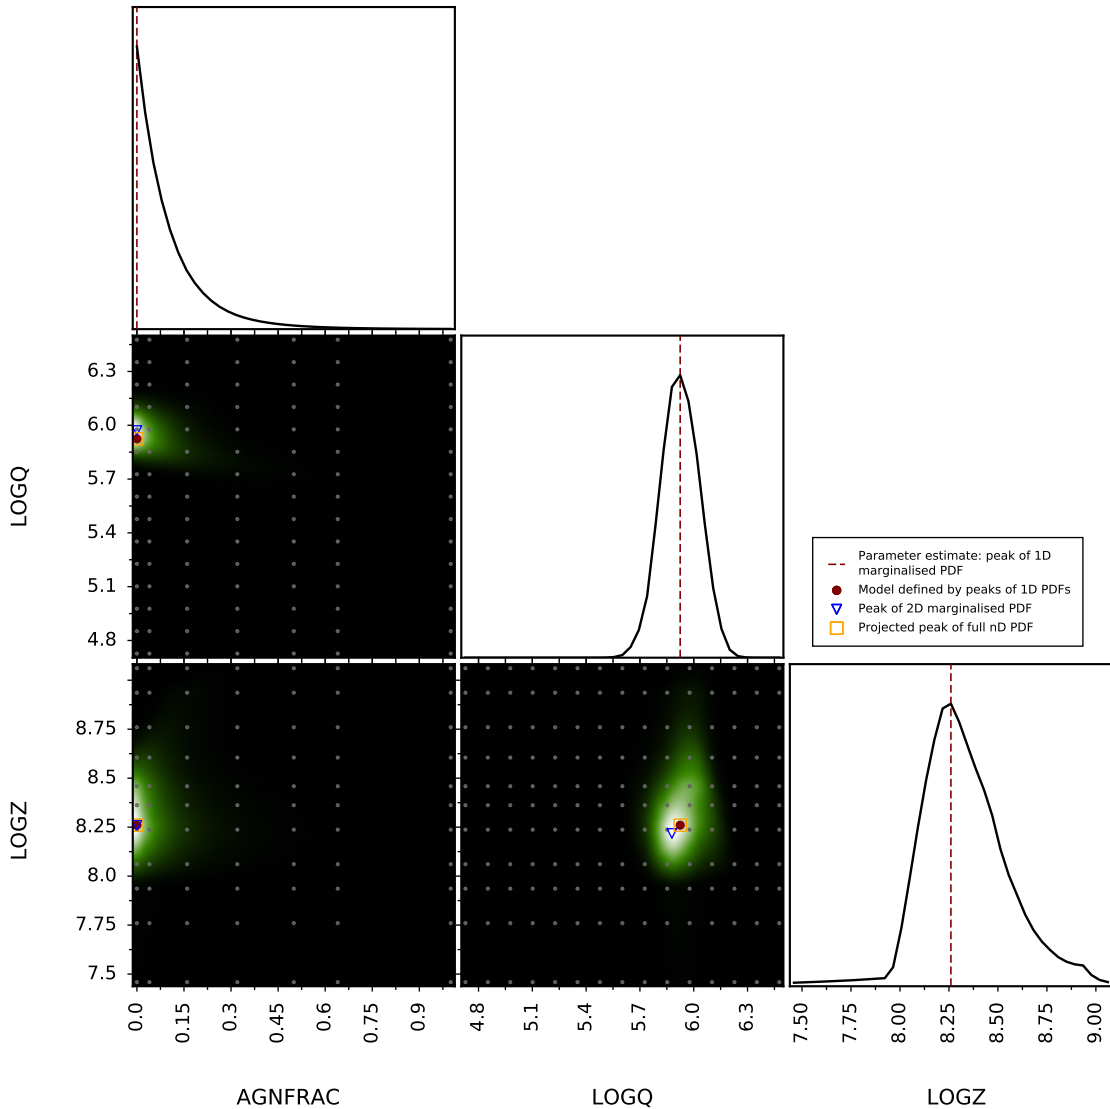 6.3
6.0
5.7
5.4
5.1
4.8
LOGQ
Parameter estimate: peak of 1D
marginalised PDF
Model defined by peaks of 1D PDFs
Peak of 2D marginalised PDF
Projected peak of full nD PDF
8.75
8.5
8.25
8.0
7.75
7.5
LOGZ
0.0 0.15 0.3 0.45 0.6 0.75 0.9
4.8 5.1 5.4 5.7 6.0 6.3
7.50 7.75 8.00 8.25 8.50 8.75 9.00
AGNFRAC LOGQ LOGZ